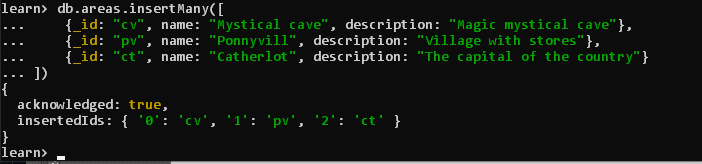 learn> db.areas.insertMany([
...     {_id: "cv", name: "Mystical cave", description: "Magic mystical cave"},
...     {_id: "pv", name: "Ponnyvill", description: "Village with stores"},
...     {_id: "ct", name: "Catherlot", description: "The capital of the country"}
... ])
{
  acknowledged: true,
  insertedIds: { '0': 'cv', '1': 'pv', '2': 'ct' }
}
learn>